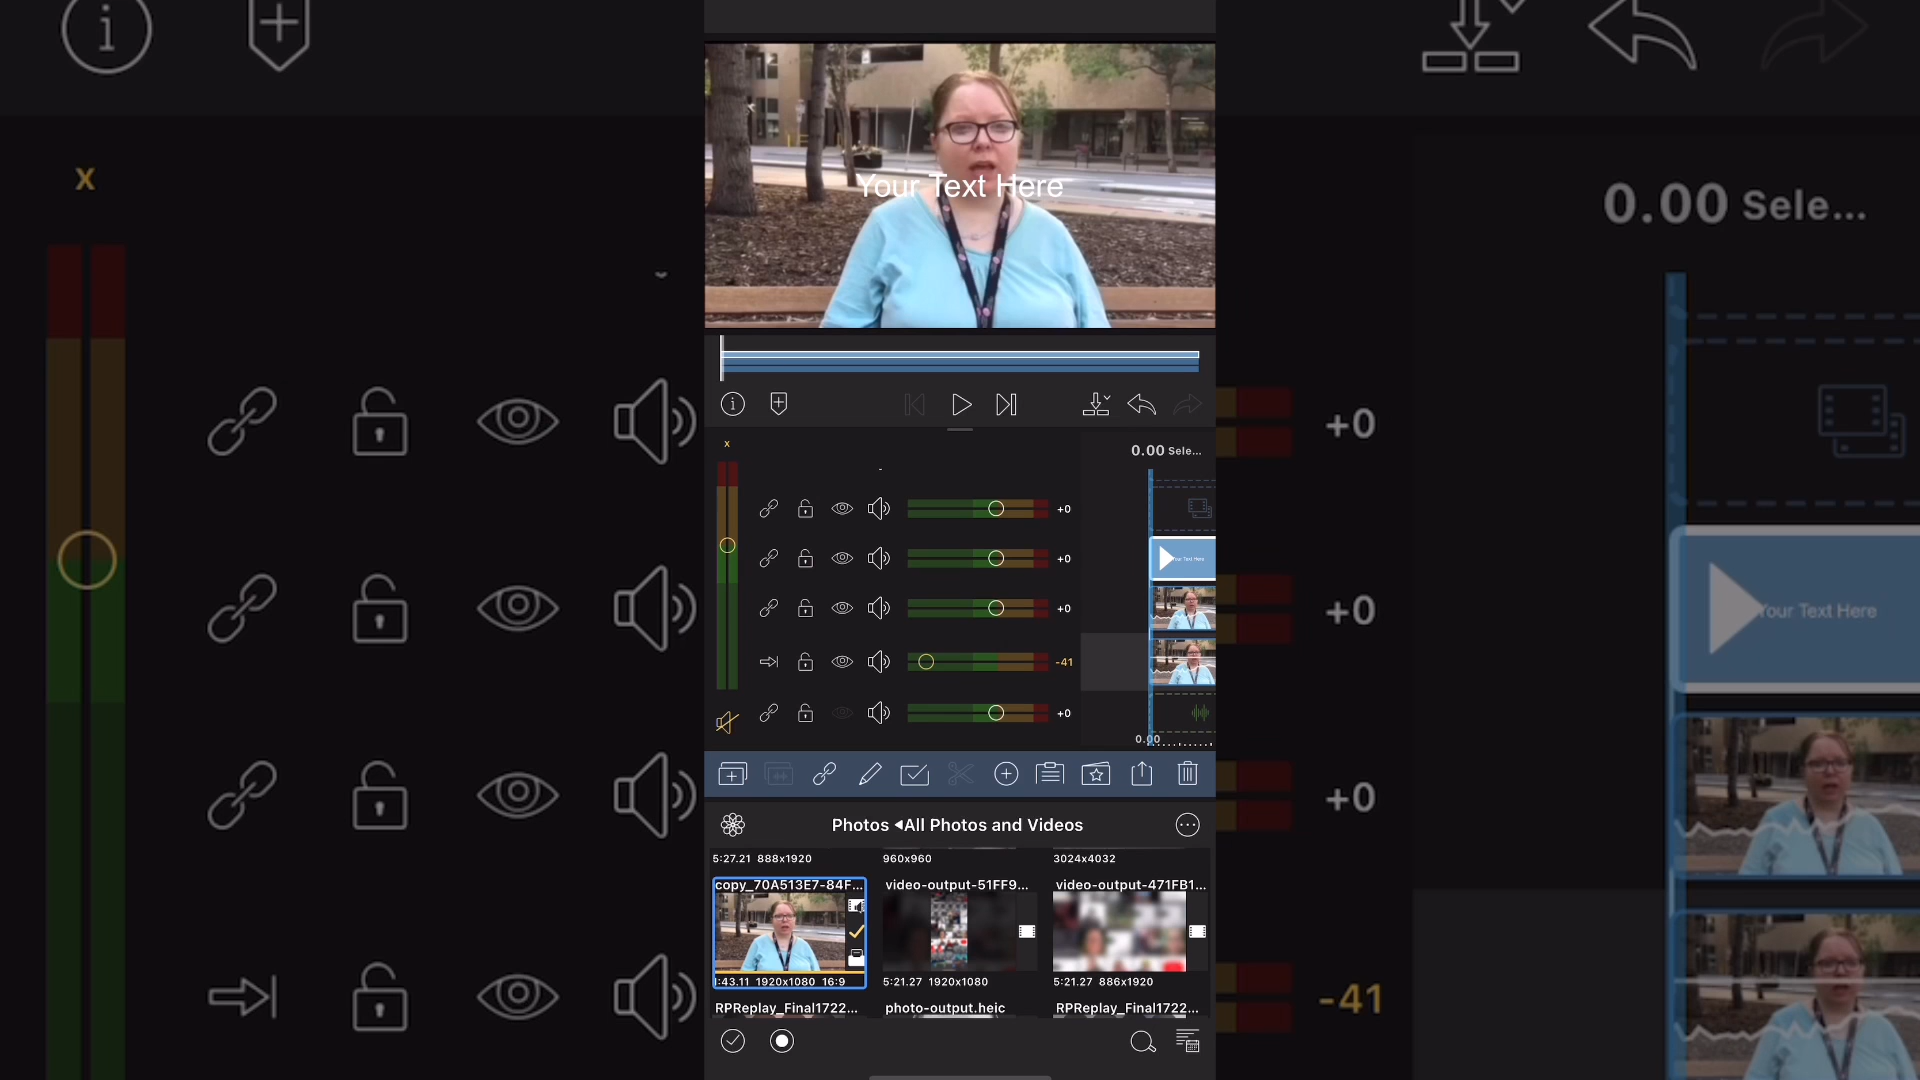 Your Text Here
x
0.00 Sele...
+0
Your Text Here
+0
+0
-41
+0
0.00
Photos ◂All Photos and Videos
5:27.21 888x1920
960x960
3024x4032
copy_70A513E7-84F...
video-output-51FF9...
video-output-471FB1...
1:43.11 1920x1080 16:9
5:21.27 1920x1080
5:21.27 886x1920
RPReplay_Final1722...
photo-output.heic
RPReplay_Final1722...
x
0.00 Sele...
+0
+0
Your Text Here
+0
-41